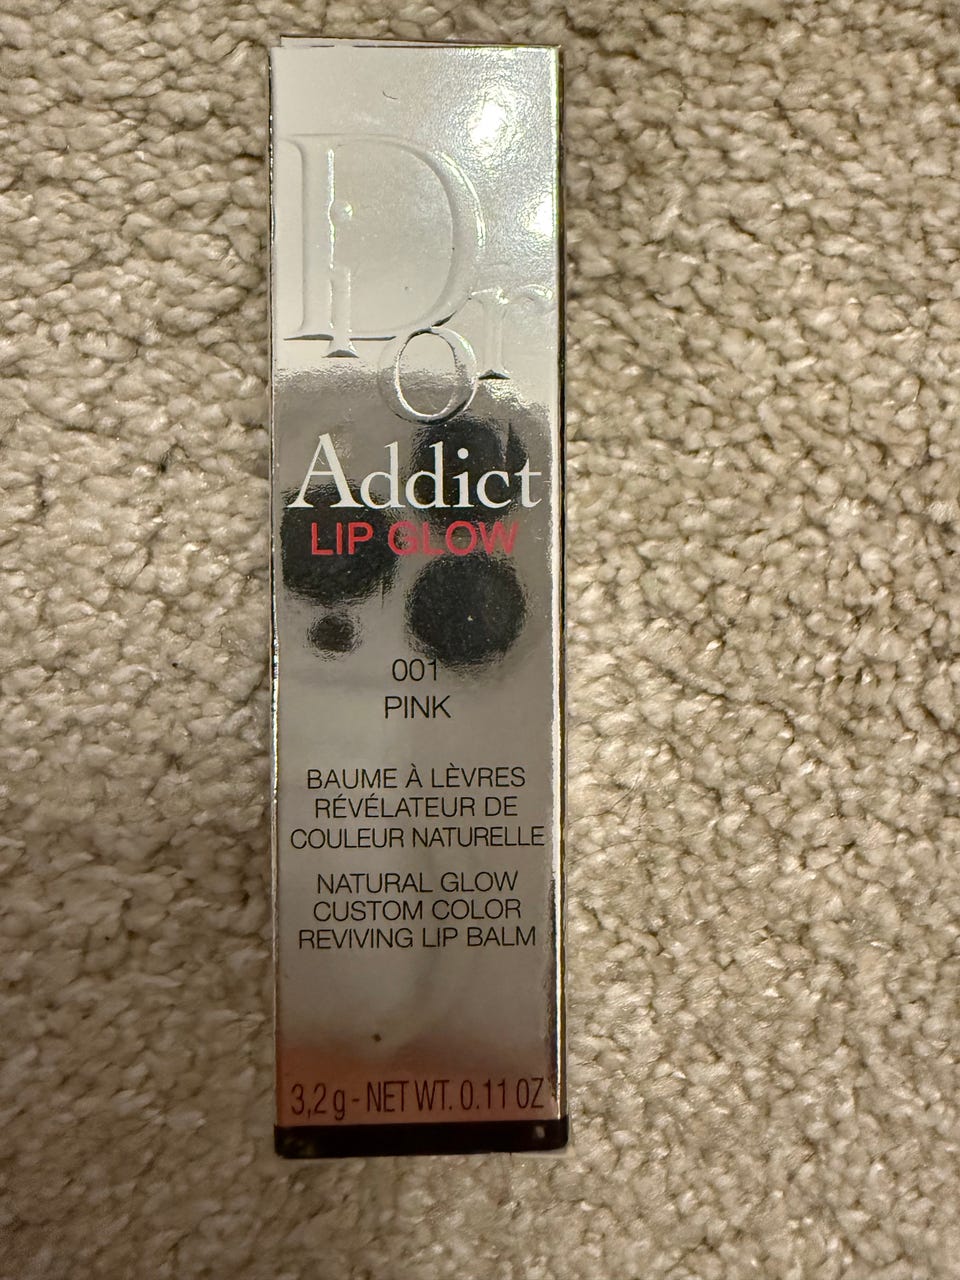 Dior
Addict
LIP GLOW
001
PINK
BAUME À LÈVRES
RÉVÉLATEUR DE
COULEUR NATURELLE
NATURAL GLOW
CUSTOM COLOR
REVIVING LIP BALM
3,2 g - NET WT. 0.11 OZ